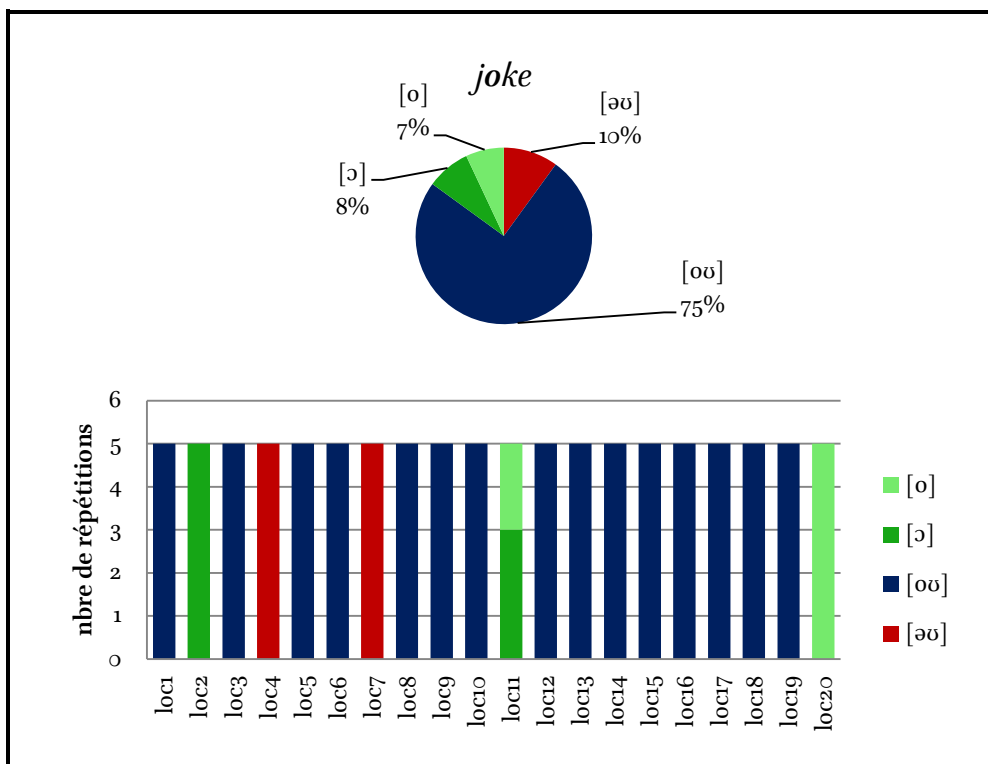 joke
[o]
7%
[əʊ]
10%
[ɔ]
8%
[oʊ]
75%
nbre de répétitions
6
5
4
3
2
1
0
loc1
loc2
loc3
loc4
loc5
loc6
loc7
loc8
loc9
loc10
loc11
loc12
loc13
loc14
loc15
loc16
loc17
loc18
loc19
loc20
[o]
[ɔ]
[oʊ]
[əʊ]